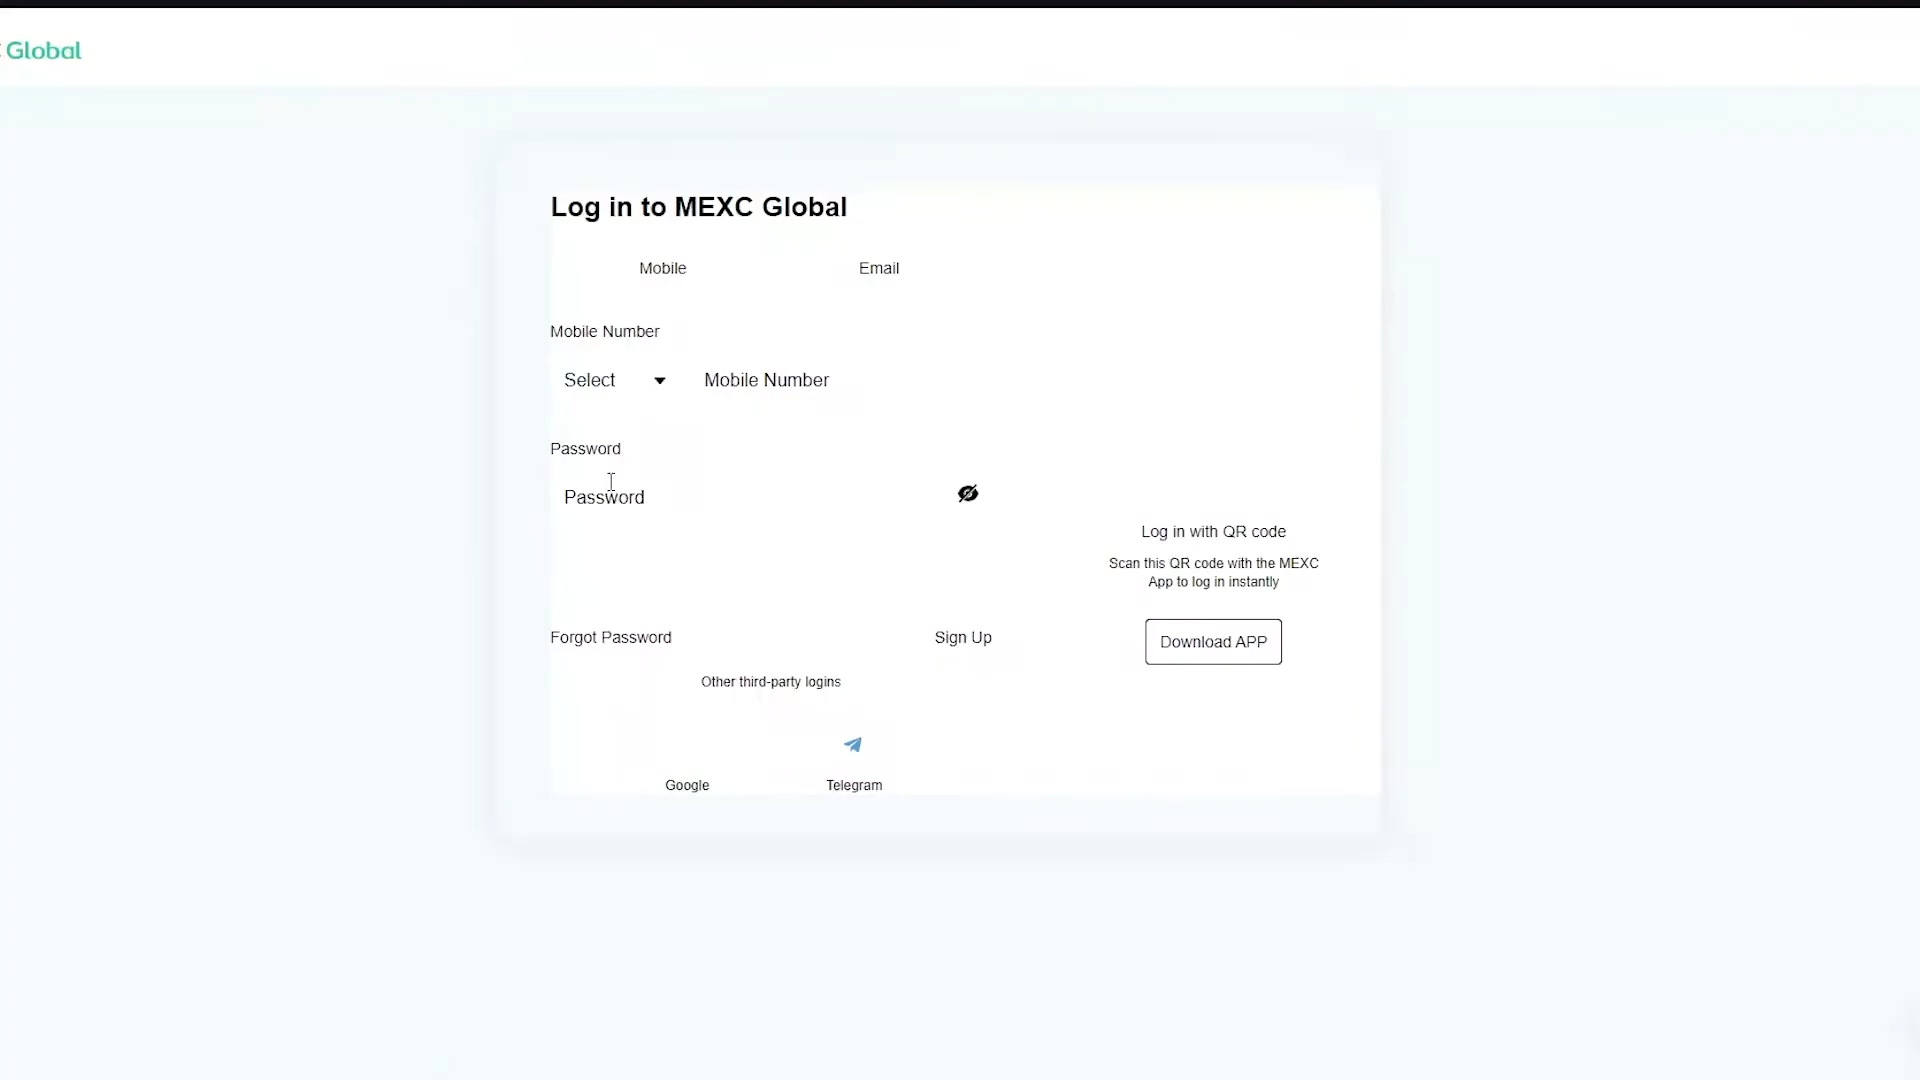 Global
Log in to MEXC Global
Mobile
Email
Mobile Number
Select
Mobile Number
Password
Password
Log in with QR code
Scan this QR code with the MEXC
App to log in instantly
Forgot Password
Sign Up
Download APP
Other third-party logins
Google
Telegram